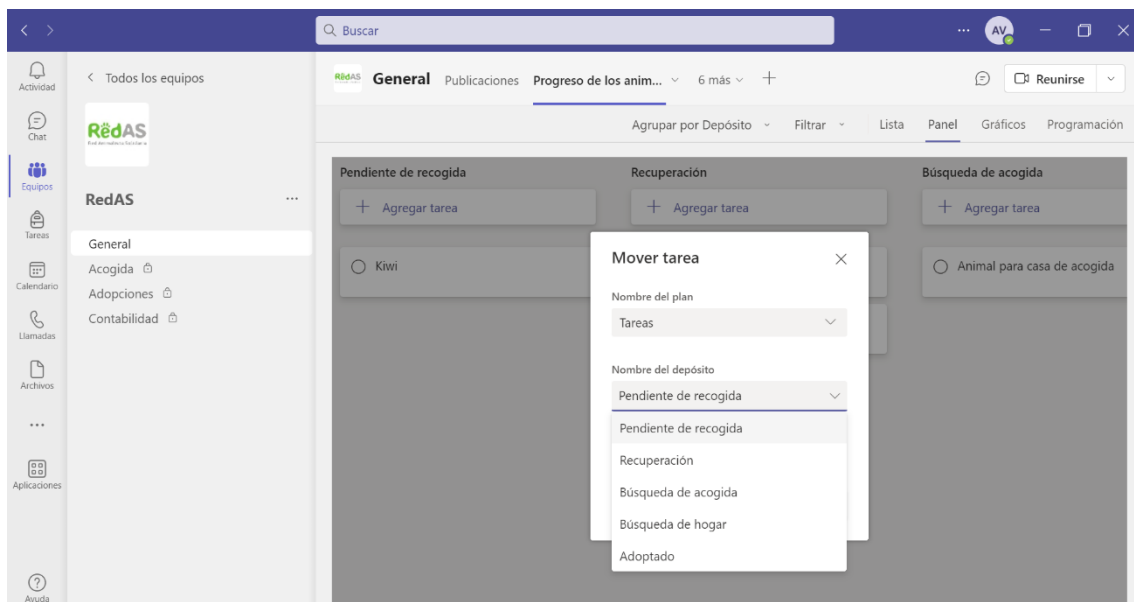 Buscar
AV
Actividad
Chat
Equipos
Tareas
Calendario
Llamadas
Archivos
Aplicaciones
Ayuda
Todos los equipos
RëdAS
RedAS
General
Acogida
Adopciones
Contabilidad
RëdAS General Publicaciones Progreso de los anim... 6 más
Reunirse
Agrupar por Depósito Filtrar Lista Panel Gráficos Programación
Pendiente de recogida
Agregar tarea
Kiwi
Recuperación
Agregar tarea
Búsqueda de acogida
Agregar tarea
Animal para casa de acogida
Mover tarea
Nombre del plan
Tareas
Nombre del depósito
Pendiente de recogida
Pendiente de recogida
Recuperación
Búsqueda de acogida
Búsqueda de hogar
Adoptado